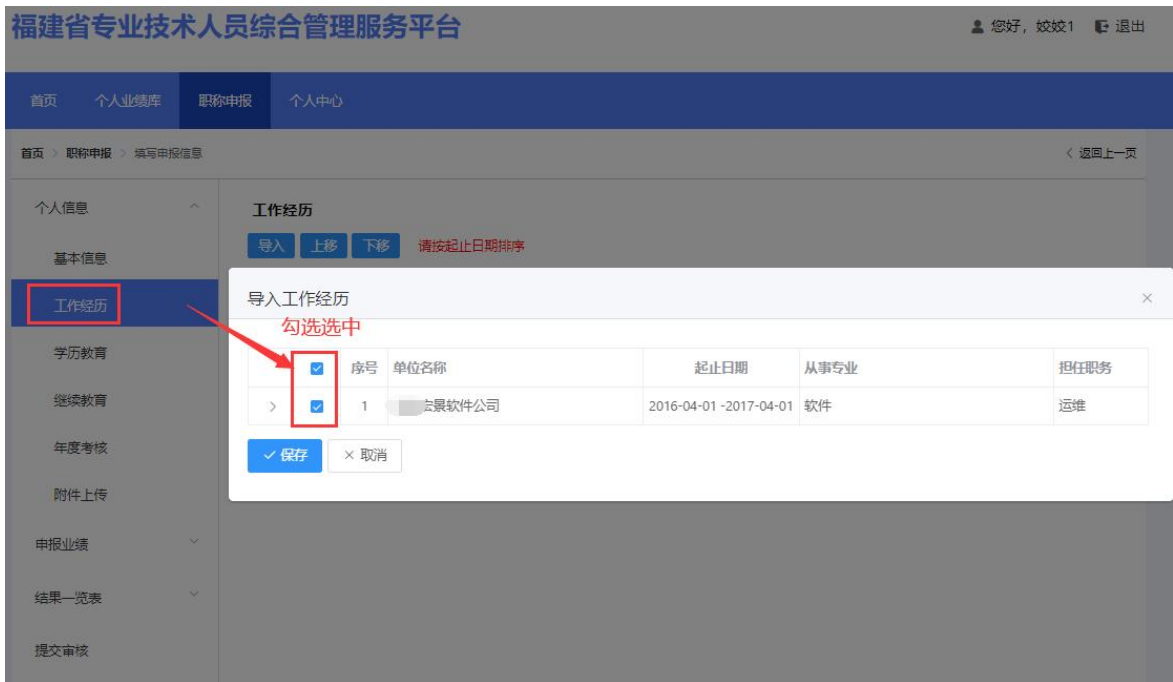 福建省专业技术人员综合管理服务平台
您好，姣姣1 退出
首页 个人业绩库 职称申报 个人中心
首页 > 职称申报 > 填写申报信息 < 返回上一页
个人信息
基本信息
工作经历
学历教育
继续教育
年度考核
附件上传
申报业绩
结果一览表
提交审核
工作经历
导入 上移 下移 请按起止日期排序
导入工作经历 ×
勾选选中
序号 单位名称 起止日期 从事专业 担任职务
> 1 宏景软件公司 2016-04-01 -2017-04-01 软件 运维
✓ 保存 × 取消